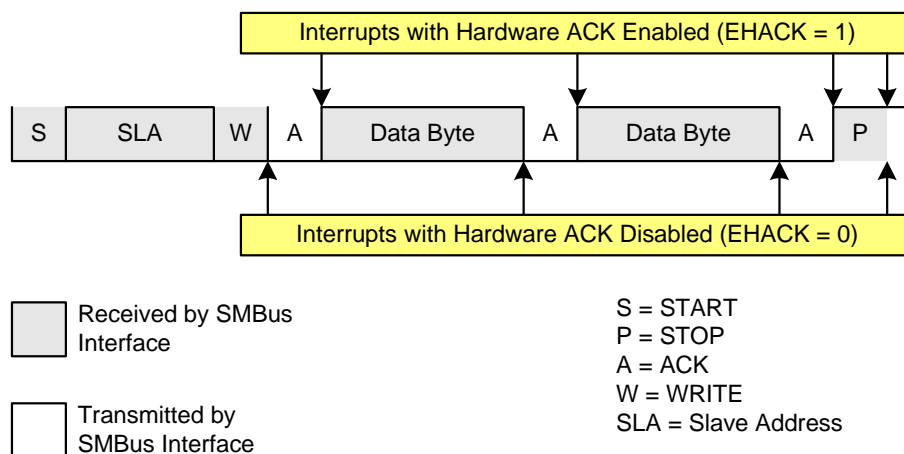 Interrupts with Hardware ACK Enabled (EHACK = 1)
S SLA W A Data Byte A Data Byte A P
Interrupts with Hardware ACK Disabled (EHACK = 0)
Received by SMBus
Interface
Transmitted by
SMBus Interface
S = START
P = STOP
A = ACK
W = WRITE
SLA = Slave Address